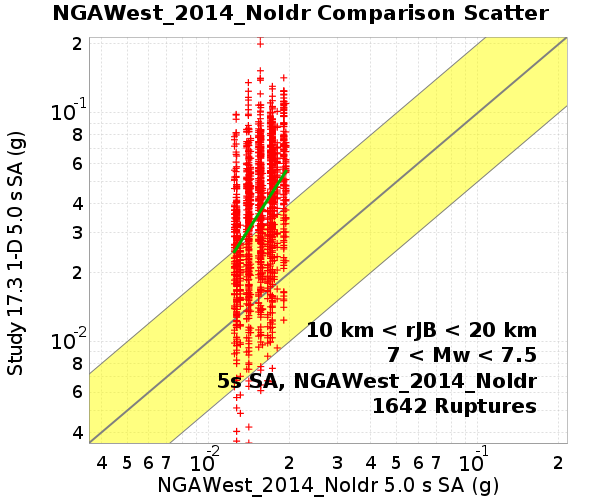 NGAWest_2014_NoIdr Comparison Scatter
Study 17.3 1-D 5.0 s SA (g)
2
10^-1
8
6
4
3
2
10^-2
8
6
4
10 km < rJB < 20 km
7 < Mw < 7.5
5s SA, NGAWest_2014_NoIdr
1642 Ruptures
4 5 6 7 10^-2 2 3 4 5 6 7 10^-1 2
NGAWest_2014_NoIdr 5.0 s SA (g)